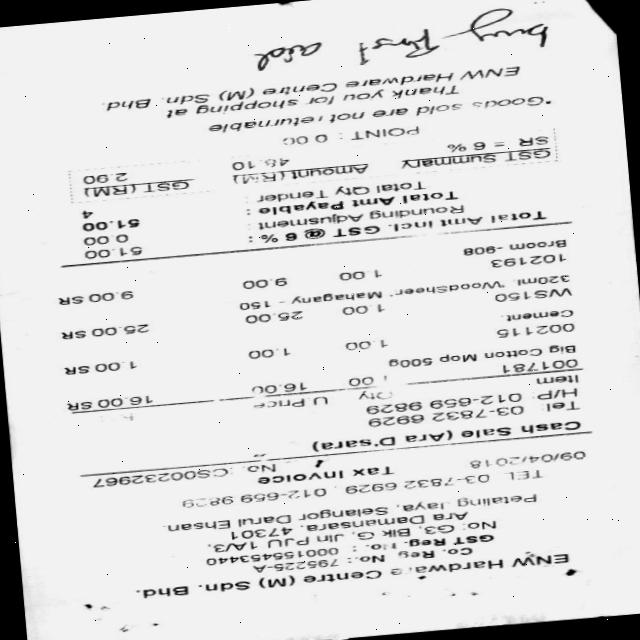 ENW Hardware Centre (M) Sdn. Bhd.
Co. Reg. No.: 795225-A
GST Reg. No. : 000155453440
No. G3, Blk G, Jln PJU 1A/3,
Ara Damansara, 47301
Petaling Jaya, Selangor Darul Ehsan.
TEL 03-7832 6929, 012-659 9829
Tax Invoice
09/04/2018 No.: CS00232967
Cash Sale (Ara D'sara)
Tel: 03-7832 6929
H/P: 012-659 9829
Item Qty U.Price
001781
Big Cotton Mop 500g
1.00 16.00 16.00 SR
002115
Cement
1.00 1.00 1.00 SR
WS150
320ml. "WoodSheer" Mahagany - 150
1.00 25.00 25.00 SR
102193
Broom -908
1.00 9.00 9.00 SR
Total Amt Incl. GST @ 6 % : 51.00
Rounding Adjusment : 0.00
Total Amt Payable : 51.00
Total Qty Tender : 4
GST Summary Amount (RM) GST (RM)
SR = 6 % 48.10 2.90
POINT : 0.00
*Goods sold are not returnable
Thank you for shopping at
ENW Hardware Centre (M) Sdn. Bhd.
buy first aid